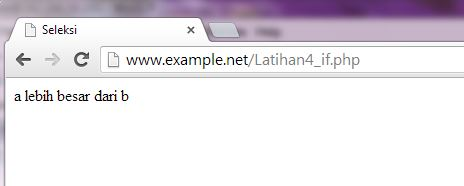 Seleksi
www.example.net/Latihan4_if.php
a lebih besar dari b